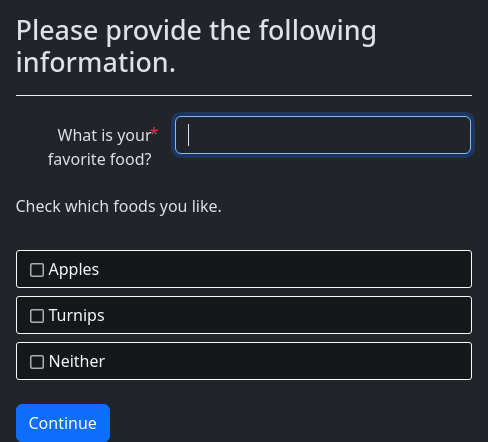 Please provide the following
information.
What is your*
favorite food?
Check which foods you like.
Apples
Turnips
Neither
Continue